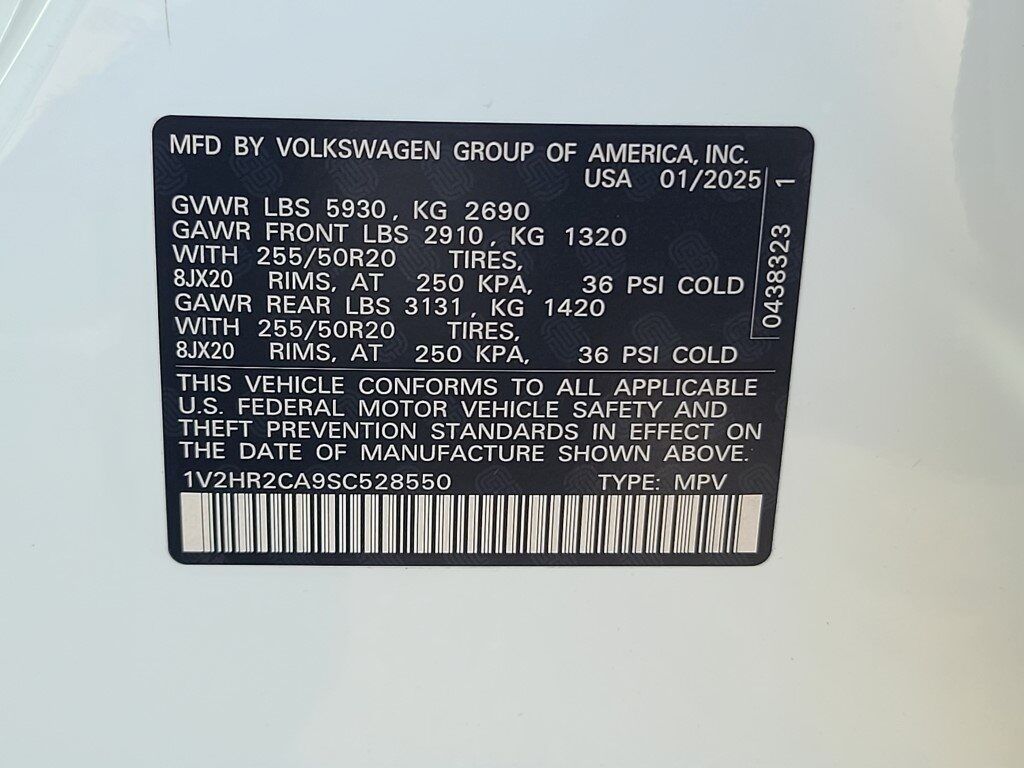 MFD BY VOLKSWAGEN GROUP OF AMERICA, INC.
USA 01/2025
GVWR LBS 5930, KG 2690
GAWR FRONT LBS 2910, KG 1320
WITH 255/50R20 TIRES,
8JX20 RIMS, AT 250 KPA, 36 PSI COLD
GAWR REAR LBS 3131, KG 1420
WITH 255/50R20 TIRES,
8JX20 RIMS, AT 250 KPA, 36 PSI COLD
0438323 1
THIS VEHICLE CONFORMS TO ALL APPLICABLE
U.S. FEDERAL MOTOR VEHICLE SAFETY AND
THEFT PREVENTION STANDARDS IN EFFECT ON
THE DATE OF MANUFACTURE SHOWN ABOVE.
1V2HR2CA9SC528550 TYPE: MPV